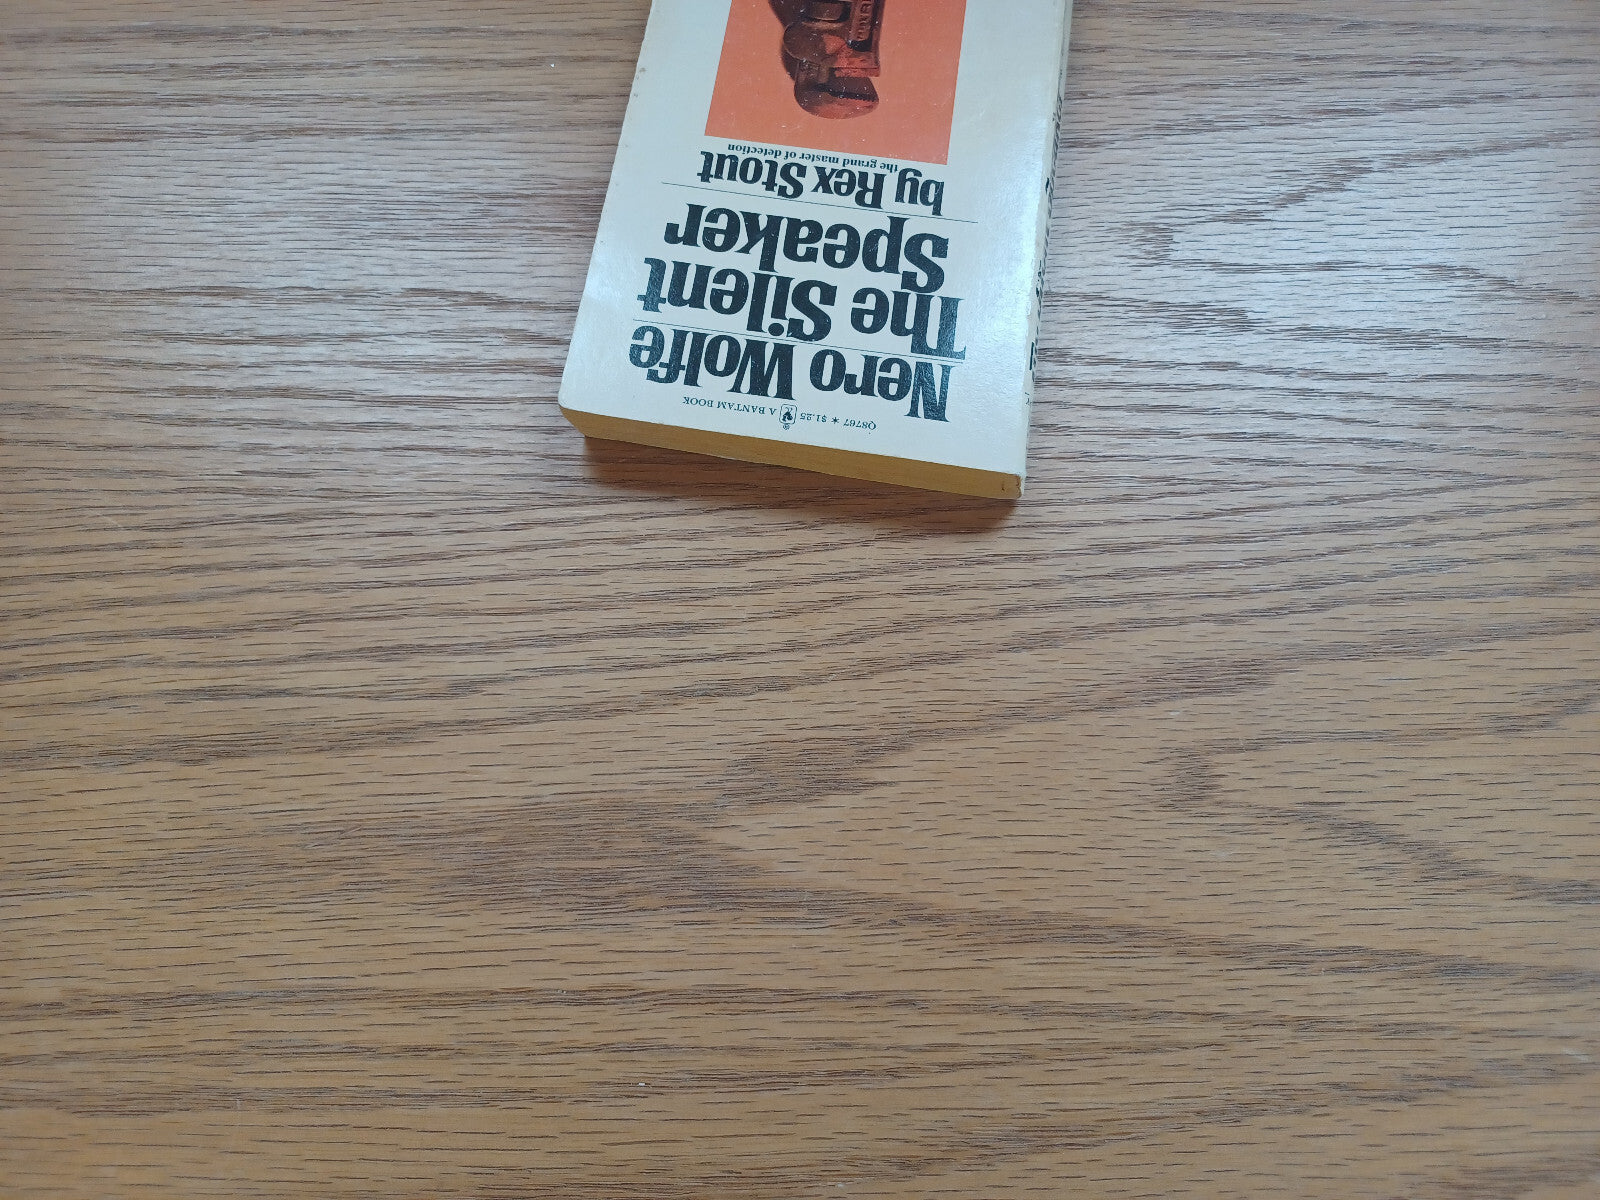 Q8767 ★ $1.25 A BANTAM BOOK
Nero Wolfe
The Silent
Speaker
by Rex Stout
the grand master of detection